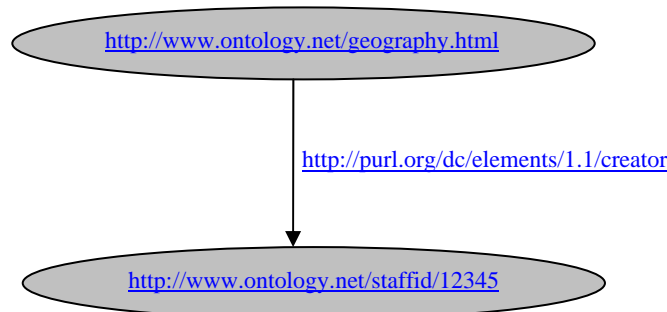 http://www.ontology.net/geography.html
http://purl.org/dc/elements/1.1/creator
http://www.ontology.net/staffid/12345